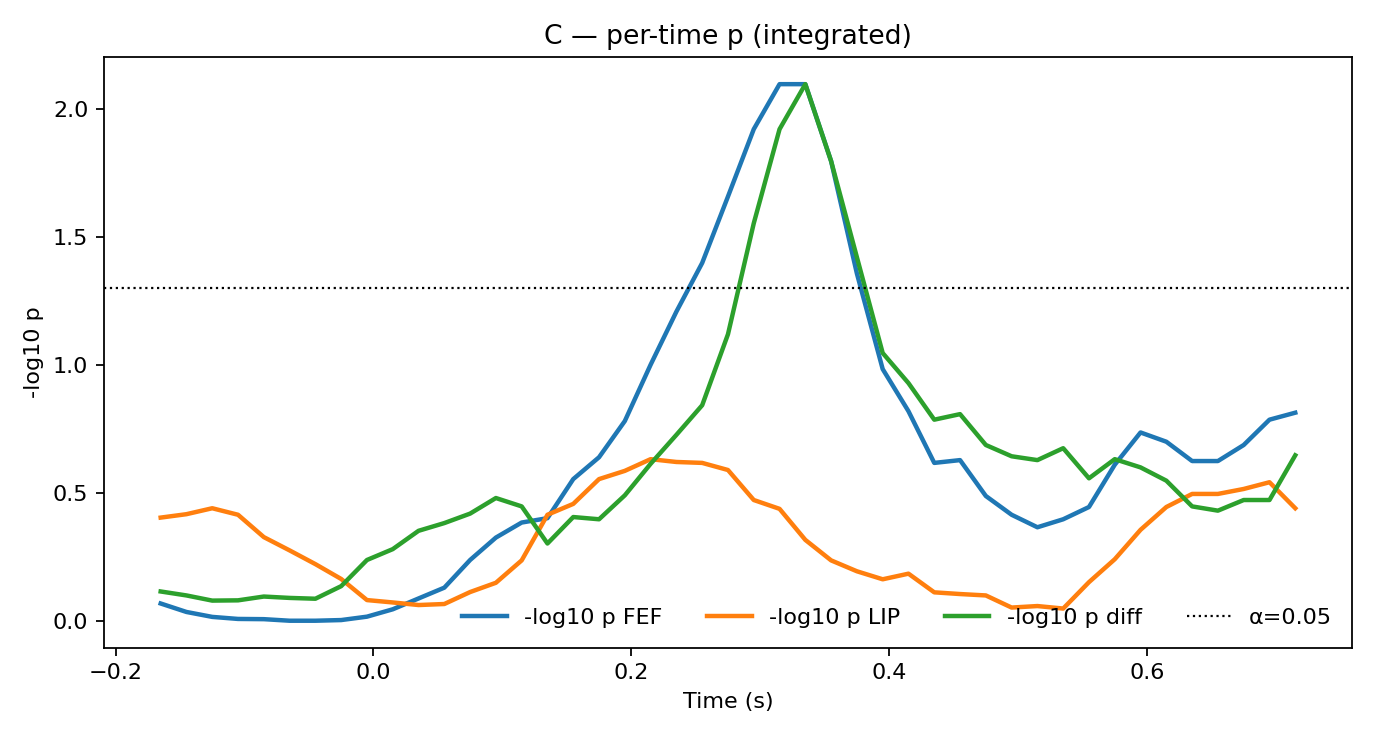 C — per-time p (integrated)
-log10 p
2.0
1.5
1.0
0.5
0.0
-log10 p FEF -log10 p LIP -log10 p diff α=0.05
−0.2 0.0 0.2 0.4 0.6
Time (s)